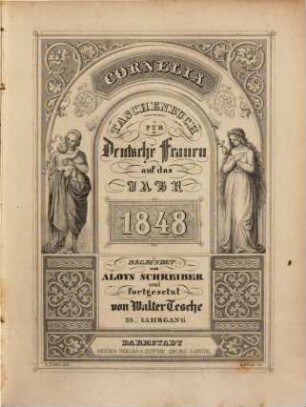 CORNELIA
TASCHENBUCH
FÜR
Deutsche Frauen
auf das
JAHR
1848
BEGRÜNDET
von
ALOYS SCHREIBER
und
fortgesetzt
von Walter Tesche
33. JAHRGANG
DARMSTADT